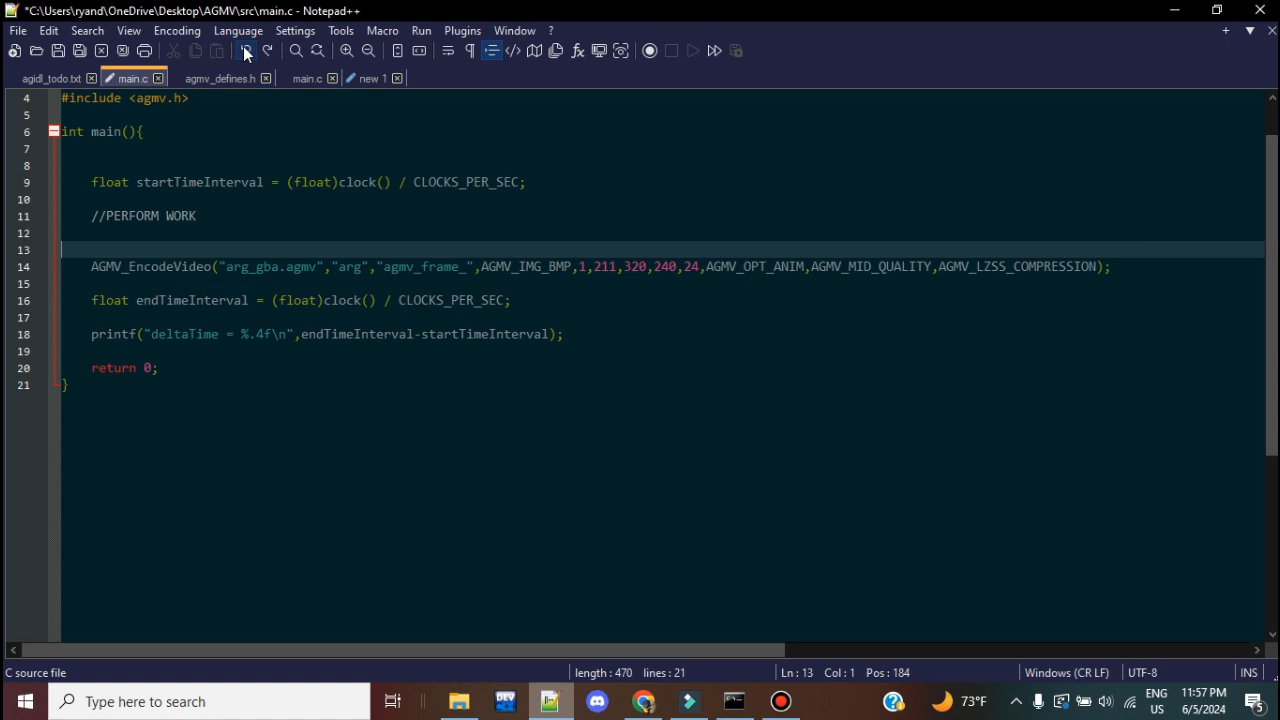 *C:\Users\ryand\OneDrive\Desktop\AGMV\src\main.c - Notepad++
File Edit Search View Encoding Language Settings Tools Macro Run Plugins Window ?
agidl_todo.txt main.c agmv_defines.h main.c new 1
4 #include <agmv.h>
5
6 int main(){
7
8
9 float startTimeInterval = (float)clock() / CLOCKS_PER_SEC;
10
11 //PERFORM WORK
12
13
14 AGMV_EncodeVideo("arg_gba.agmv","arg","agmv_frame_",AGMV_IMG_BMP,1,211,320,240,24,AGMV_OPT_ANIM,AGMV_MID_QUALITY,AGMV_LZSS_COMPRESSION);
15
16 float endTimeInterval = (float)clock() / CLOCKS_PER_SEC;
17
18 printf("deltaTime = %.4f\n",endTimeInterval-startTimeInterval);
19
20 return 0;
21 }
C source file length : 470 lines : 21 Ln : 13 Col : 1 Pos : 184 Windows (CR LF) UTF-8 INS
Type here to search DEV 73°F ENG US 11:57 PM 6/5/2024 5